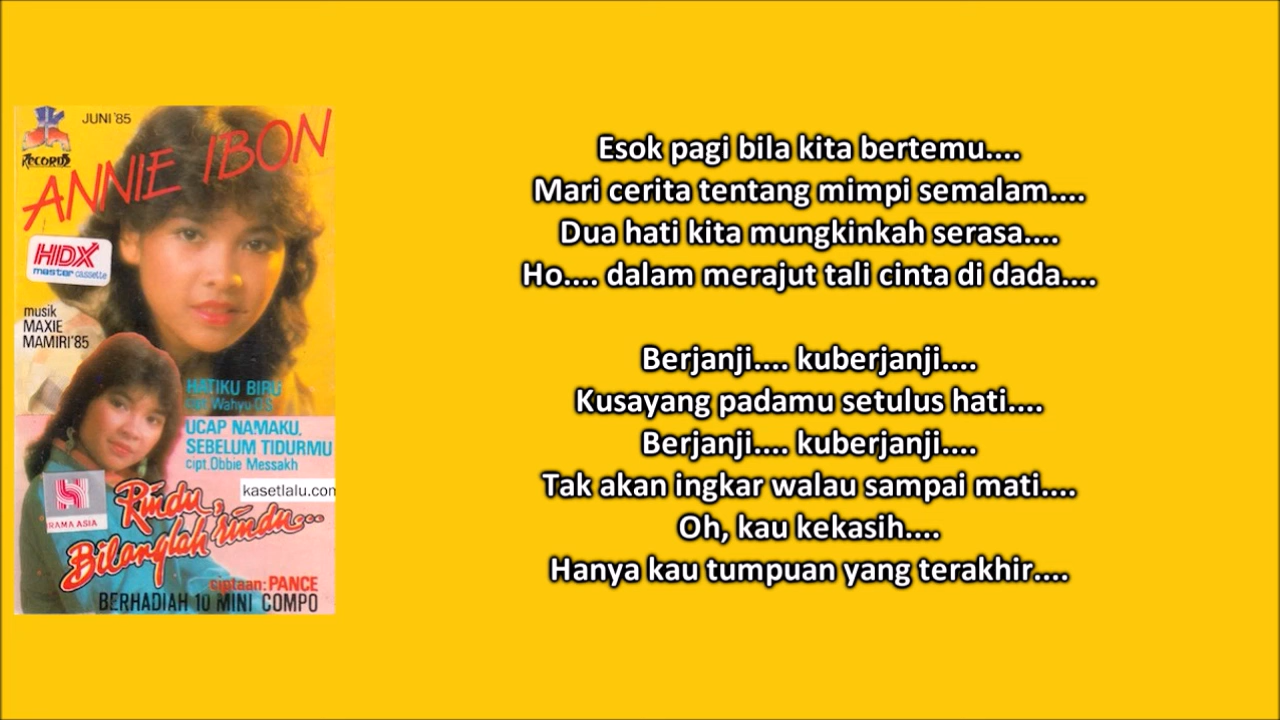 JUNI '85
RECORDS
ANNIE IBON
HDX
master cassette
musik
MAXIE
MAMIRI'85
HATIKU BIRU
cipt. Wahyu O.S
UCAP NAMAKU,
SEBELUM TIDURMU
cipt. Obbie Messakh
kasetlalu.com
IRAMA ASIA
Rindu,
Bilanglah rindu...
ciptaan: PANCE
BERHADIAH 10 MINI COMPO
Esok pagi bila kita bertemu....
Mari cerita tentang mimpi semalam....
Dua hati kita mungkinkah serasa....
Ho.... dalam merajut tali cinta di dada....
Berjanji.... kuberjanji....
Kusayang padamu setulus hati....
Berjanji.... kuberjanji....
Tak akan ingkar walau sampai mati....
Oh, kau kekasih....
Hanya kau tumpuan yang terakhir....